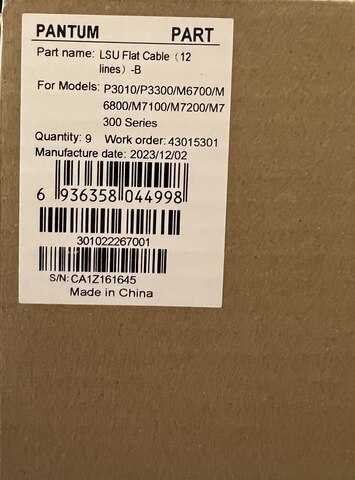 PANTUM PART
Part name: LSU Flat Cable（12
lines）-B
For Models: P3010/P3300/M6700/M
6800/M7100/M7200/M7
300 Series
Quantity: 9 Work order: 43015301
Manufacture date: 2023/12/02
6 936358 044998
301022267001
S/N: CA1Z161645
Made in China